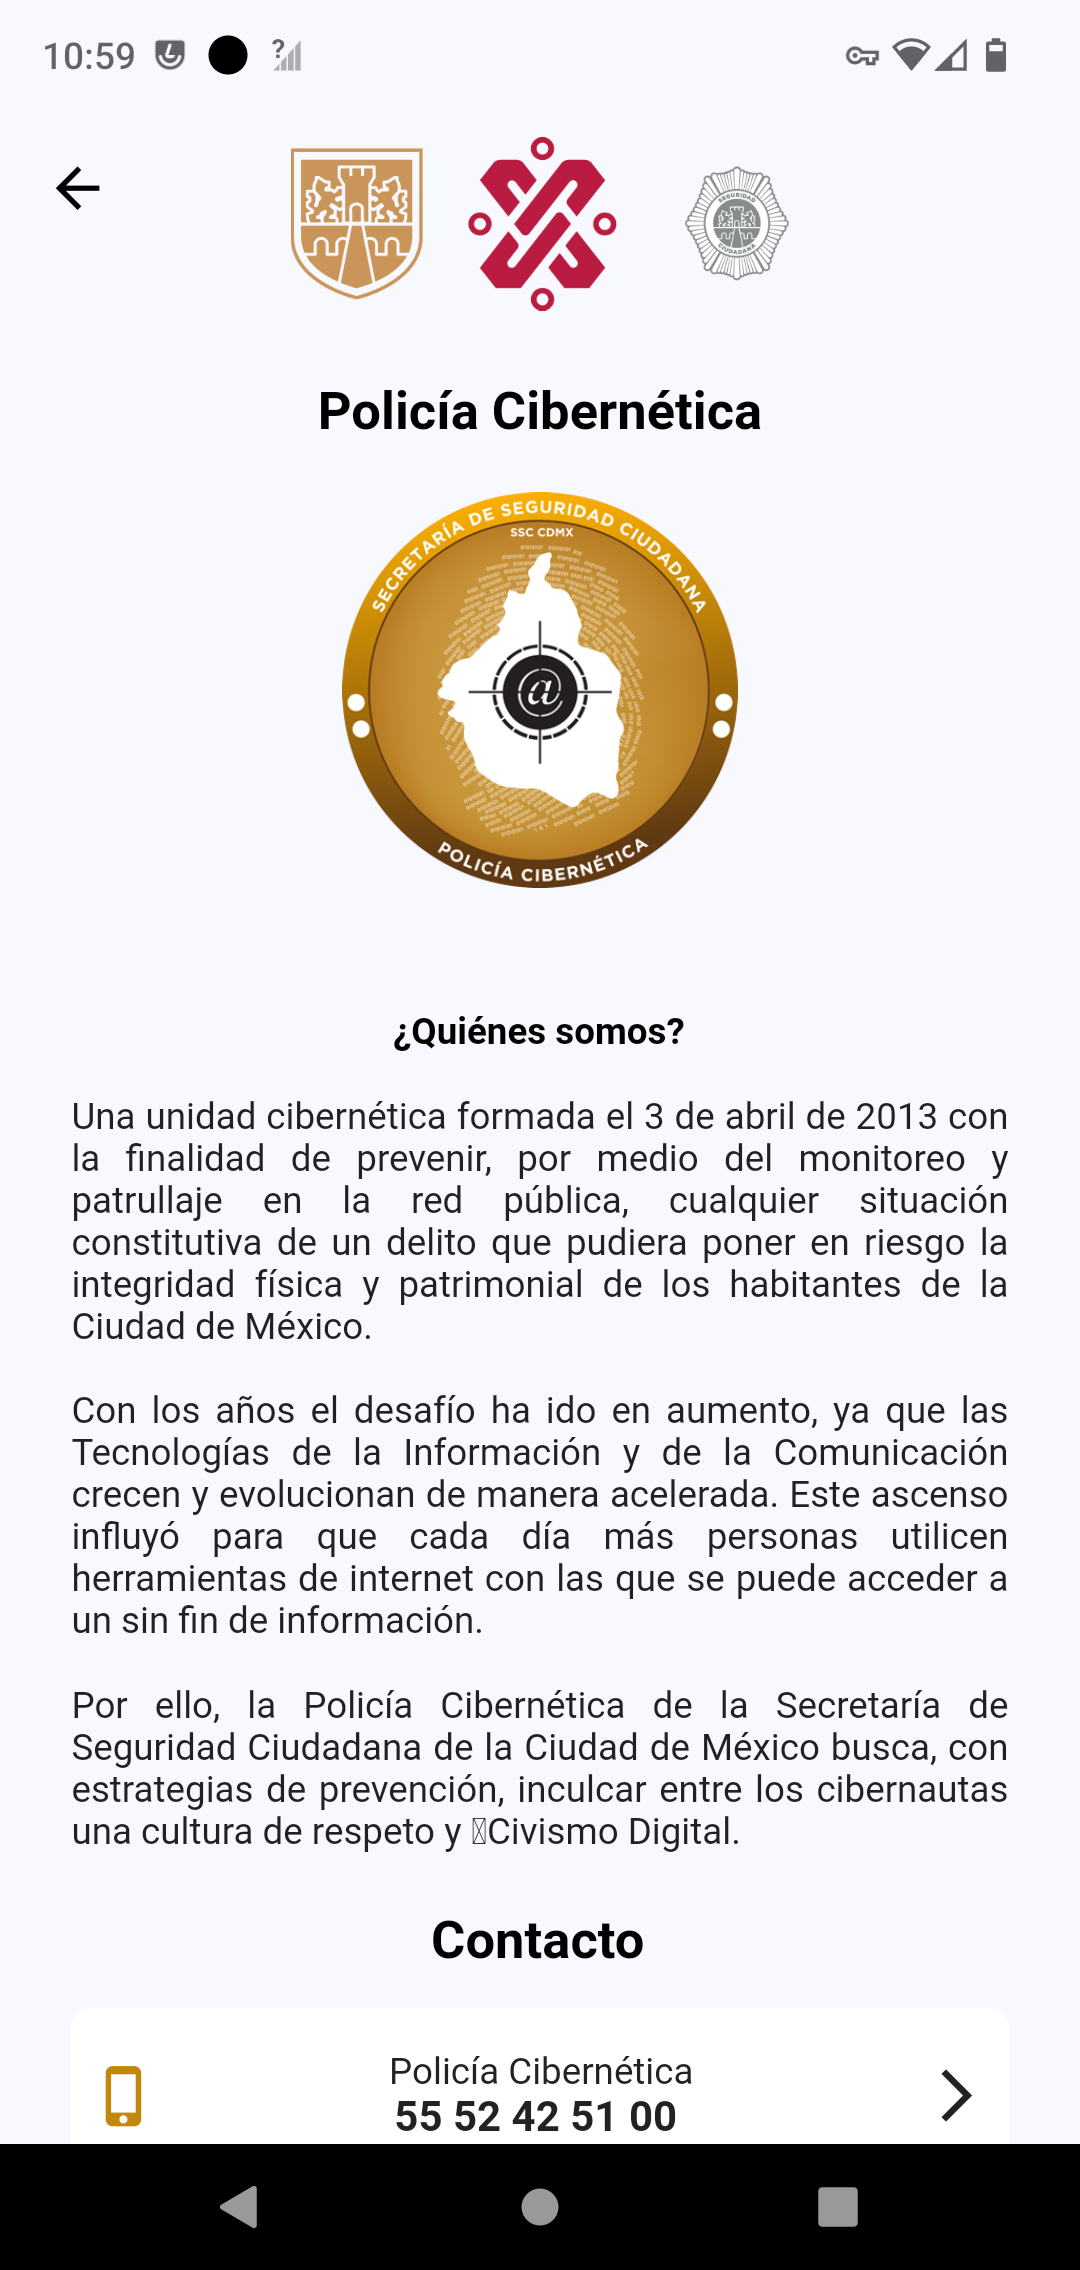 10:59
SEGURIDAD
CIUDADANA
Policía Cibernética
SECRETARÍA DE SEGURIDAD CIUDADANA
SSC CDMX
@
POLICÍA CIBERNÉTICA
¿Quiénes somos?
Una unidad cibernética formada el 3 de abril de 2013 con
la finalidad de prevenir, por medio del monitoreo y
patrullaje en la red pública, cualquier situación
constitutiva de un delito que pudiera poner en riesgo la
integridad física y patrimonial de los habitantes de la
Ciudad de México.
Con los años el desafío ha ido en aumento, ya que las
Tecnologías de la Información y de la Comunicación
crecen y evolucionan de manera acelerada. Este ascenso
influyó para que cada día más personas utilicen
herramientas de internet con las que se puede acceder a
un sin fin de información.
Por ello, la Policía Cibernética de la Secretaría de
Seguridad Ciudadana de la Ciudad de México busca, con
estrategias de prevención, inculcar entre los cibernautas
una cultura de respeto y Civismo Digital.
Contacto
Policía Cibernética
55 52 42 51 00